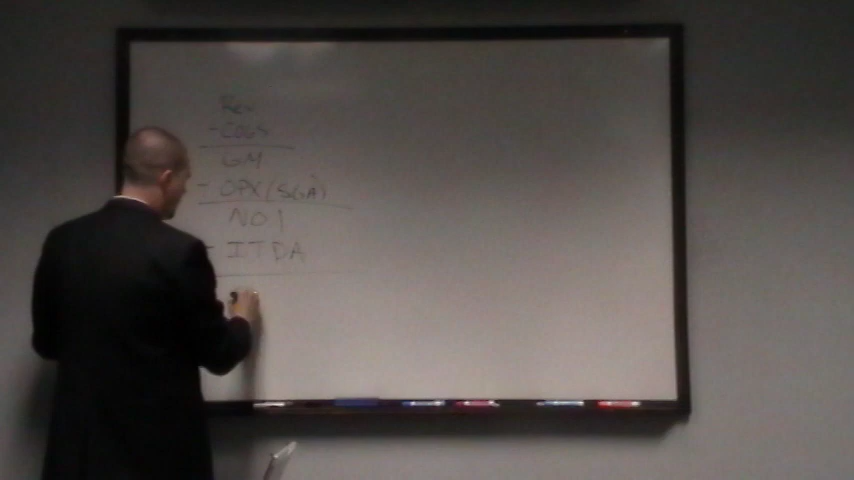 Rev
- COGS
GM
- OPX (SGA)
NOI
- ITDA